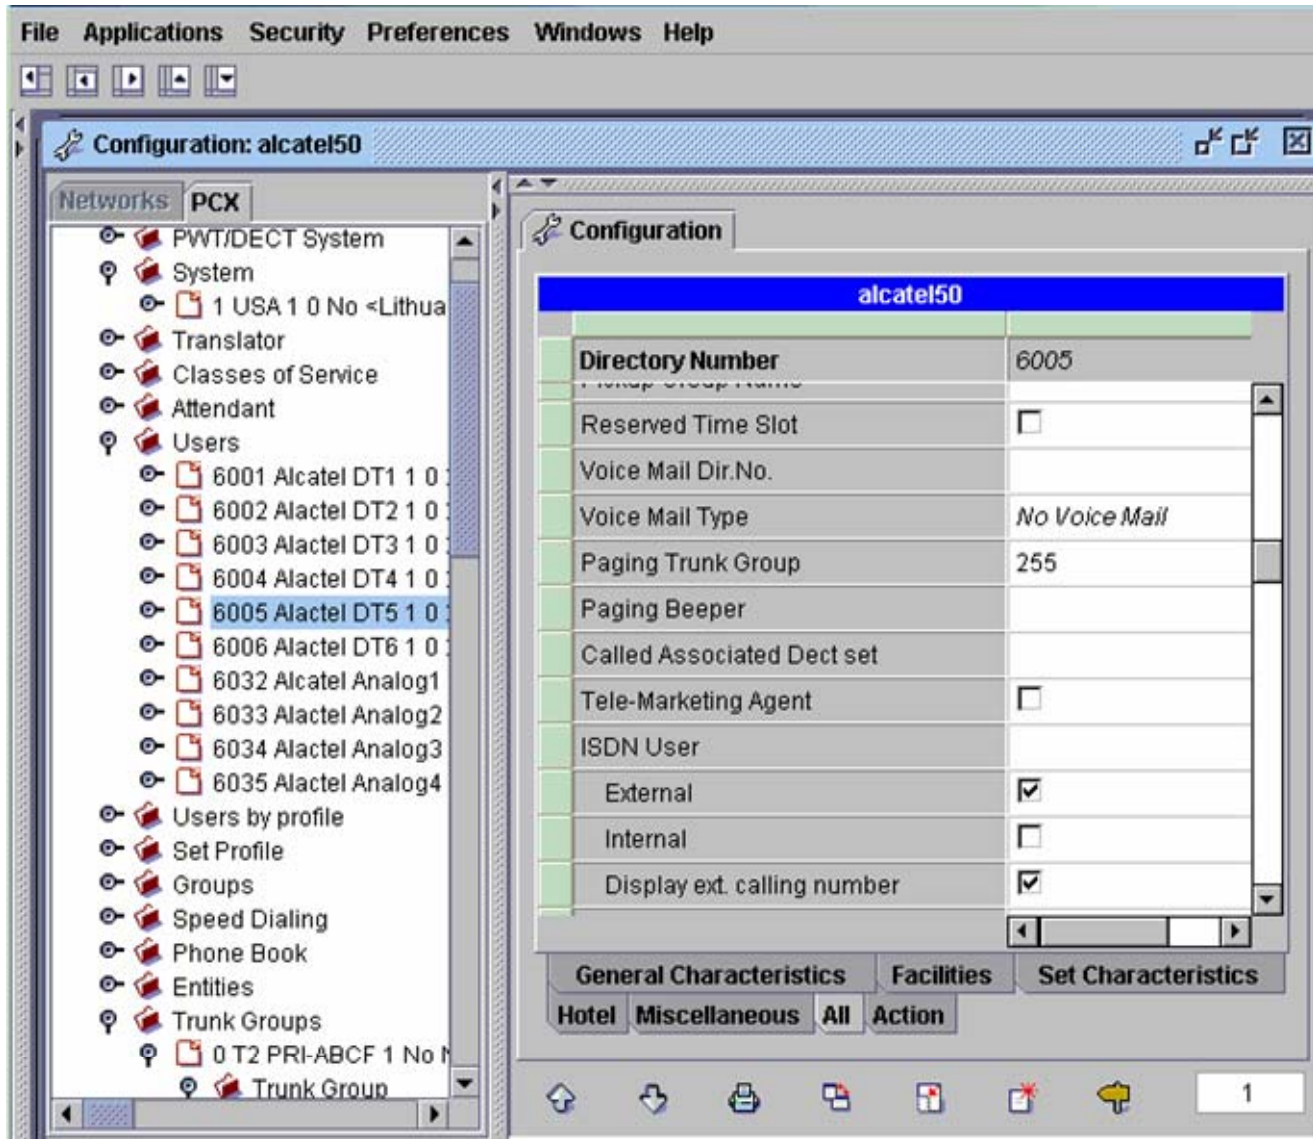 File Applications Security Preferences Windows Help
Configuration: alcatel50
Networks PCX
PWT/DECT System
System
1 USA 1 0 No <Lithua
Translator
Classes of Service
Attendant
Users
6001 Alcatel DT1 1 0
6002 Alactel DT2 1 0
6003 Alactel DT3 1 0
6004 Alactel DT4 1 0
6005 Alactel DT5 1 0
6006 Alactel DT6 1 0
6032 Alcatel Analog1
6033 Alactel Analog2
6034 Alactel Analog3
6035 Alactel Analog4
Users by profile
Set Profile
Groups
Speed Dialing
Phone Book
Entities
Trunk Groups
0 T2 PRI-ABCF 1 No
Trunk Group
Configuration
alcatel50
Directory Number 6005
Pickup Group Name
Reserved Time Slot
Voice Mail Dir.No.
Voice Mail Type No Voice Mail
Paging Trunk Group 255
Paging Beeper
Called Associated Dect set
Tele-Marketing Agent
ISDN User
External
Internal
Display ext. calling number
General Characteristics Facilities Set Characteristics
Hotel Miscellaneous All Action
1